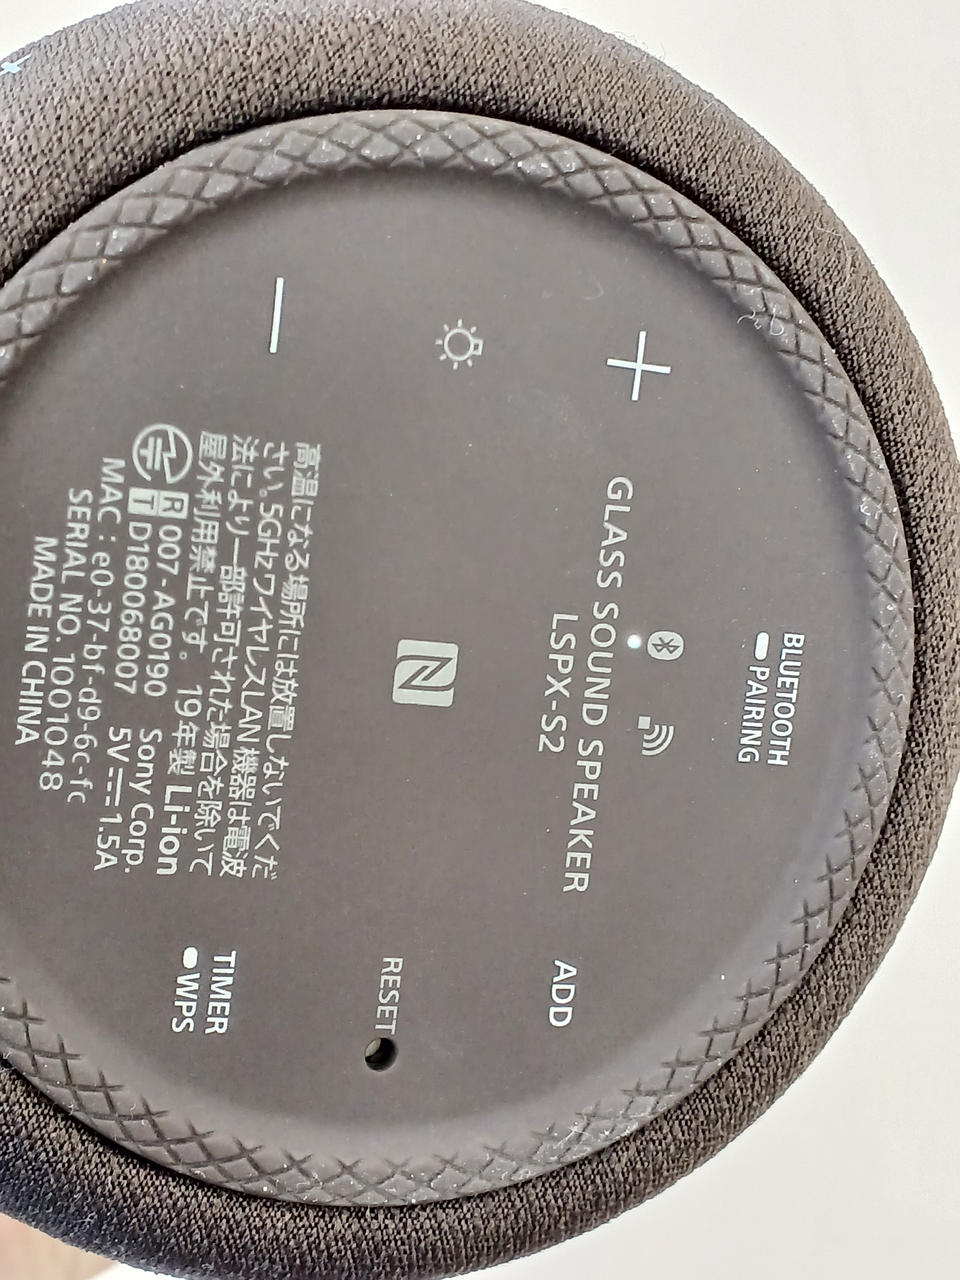 BLUETOOTH
PAIRING
GLASS SOUND SPEAKER
LSPX-S2
ADD
RESET
TIMER
WPS
高温になる場所には放置しないでくだ
さい。5GHzワイヤレスLAN 機器は電波
法により一部許可された場合を除いて
屋外利用禁止です。 19年製 Li-ion
R 007-AG0190 Sony Corp.
T D180068007 5V 1.5A
MAC : e0-37-bf-d9-6c-fc
SERIAL NO. 1001048
MADE IN CHINA